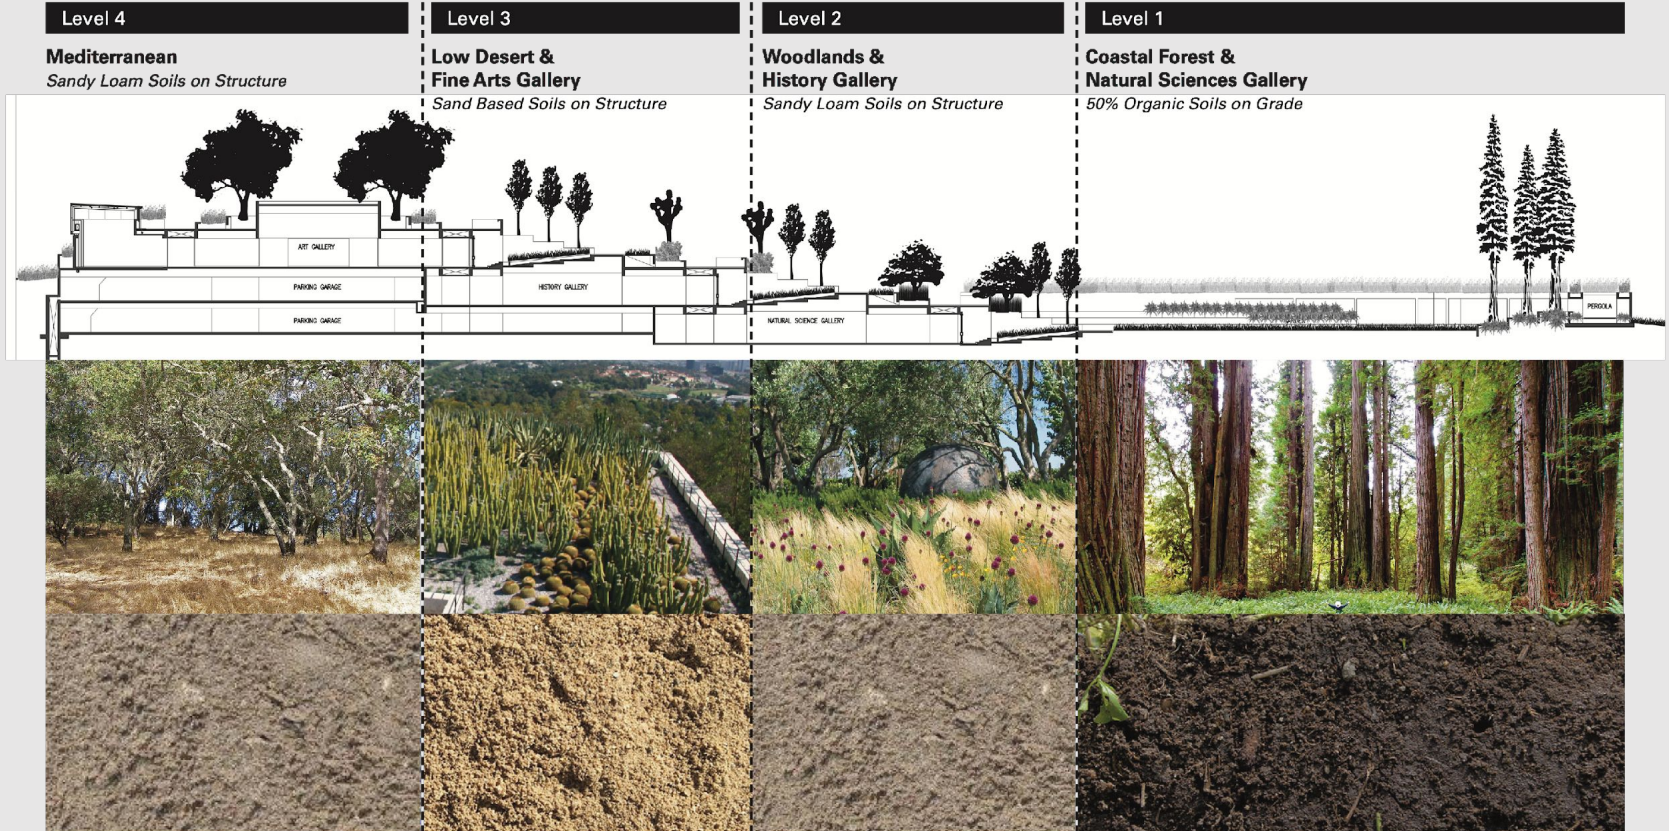 Level 4
Level 3
Level 2
Level 1
Mediterranean
Sandy Loam Soils on Structure
Low Desert &
Fine Arts Gallery
Sand Based Soils on Structure
Woodlands &
History Gallery
Sandy Loam Soils on Structure
Coastal Forest &
Natural Sciences Gallery
50% Organic Soils on Grade
ART GALLERY
PARKING GARAGE
HISTORY GALLERY
PERGOLA
PARKING GARAGE
NATURAL SCIENCE GALLERY